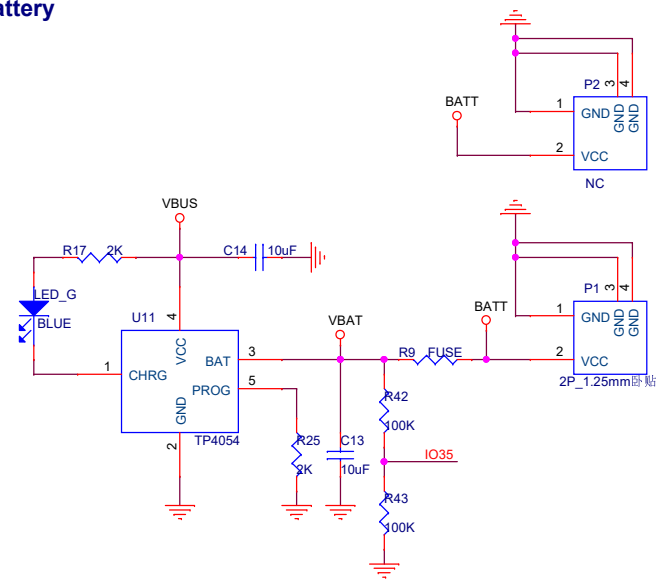 attery
P2
3
4
BATT
1
GND
GND
GND
2
VCC
NC
VBUS
R17
2K
C14
10uF
LED_G
BLUE
U11
4
VCC
1
CHRG
BAT
3
PROG
5
GND
2
TP4054
VBAT
R9
FUSE
BATT
P1
3
4
1
GND
GND
GND
2
VCC
2P_1.25mm卧贴
R42
100K
R25
2K
C13
10uF
IO35
R43
100K